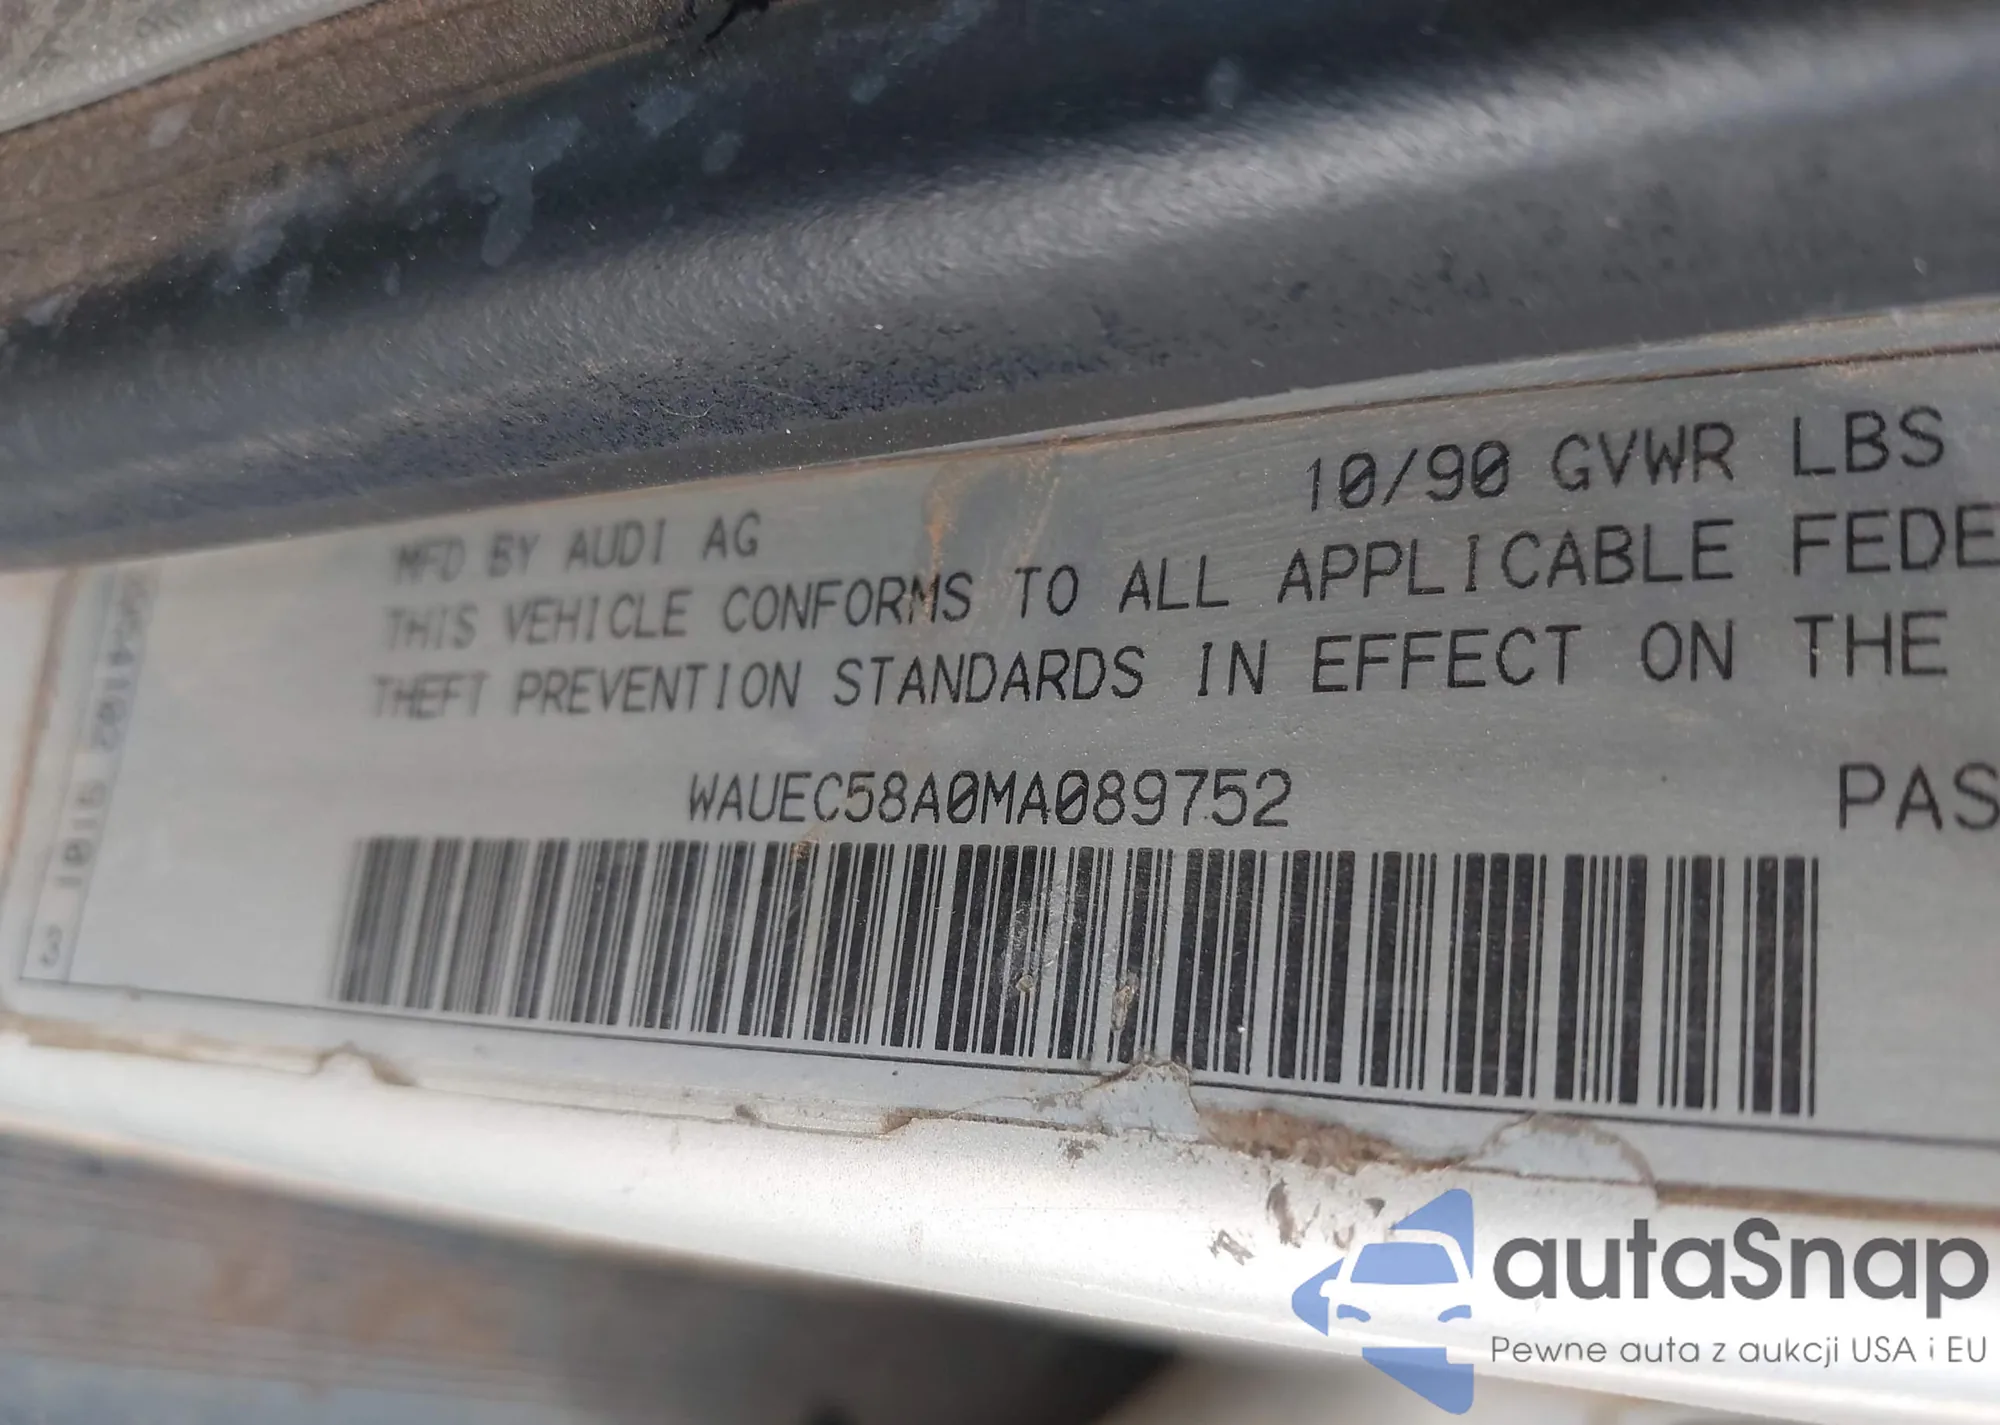 10/90 GVWR LBS
MFD BY AUDI AG
THIS VEHICLE CONFORMS TO ALL APPLICABLE FEDE
THEFT PREVENTION STANDARDS IN EFFECT ON THE
WAUEC58A0MA089752
PAS
autaSnap
Pewne auta z aukcji USA i EU